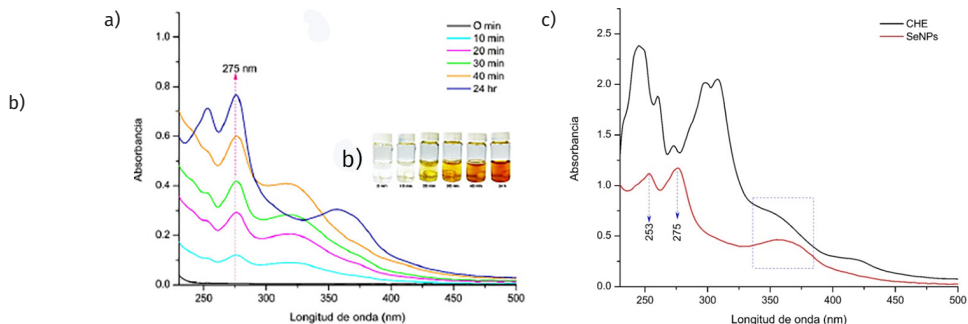 a)
1.0
0.8
0.6
0.4
0.2
0.0
Absorbancia
275 nm
O min
10 min
20 min
30 min
40 min
24 hr
b)
250
300
350
400
450
500
Longitud de onda (nm)
b)
c)
2.5
2.0
1.5
1.0
0.5
0.0
Absorbancia
CHE
SeNPs
253
275
250
300
350
400
450
500
Longitud de onda (nm)